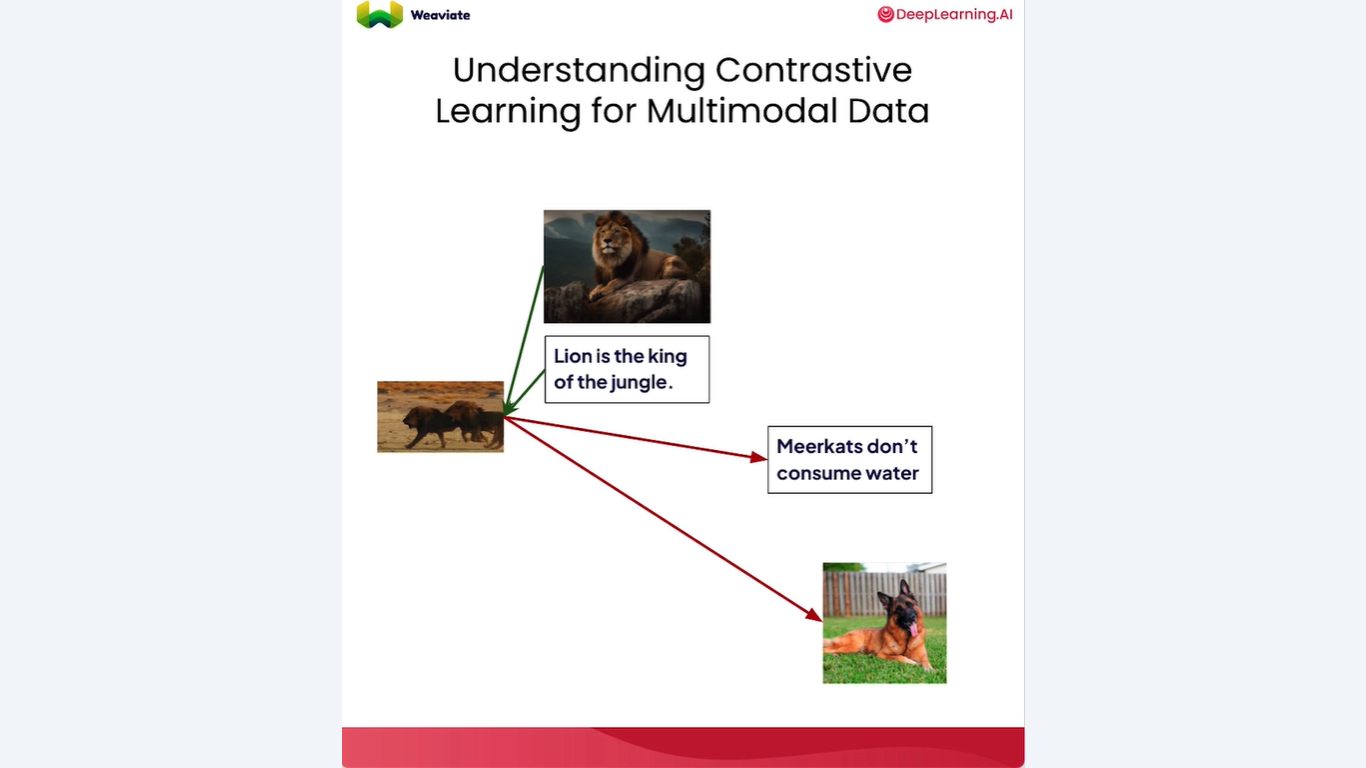 Weaviate
DeepLearning.AI
Understanding Contrastive
Learning for Multimodal Data
Lion is the king
of the jungle.
Meerkats don’t
consume water